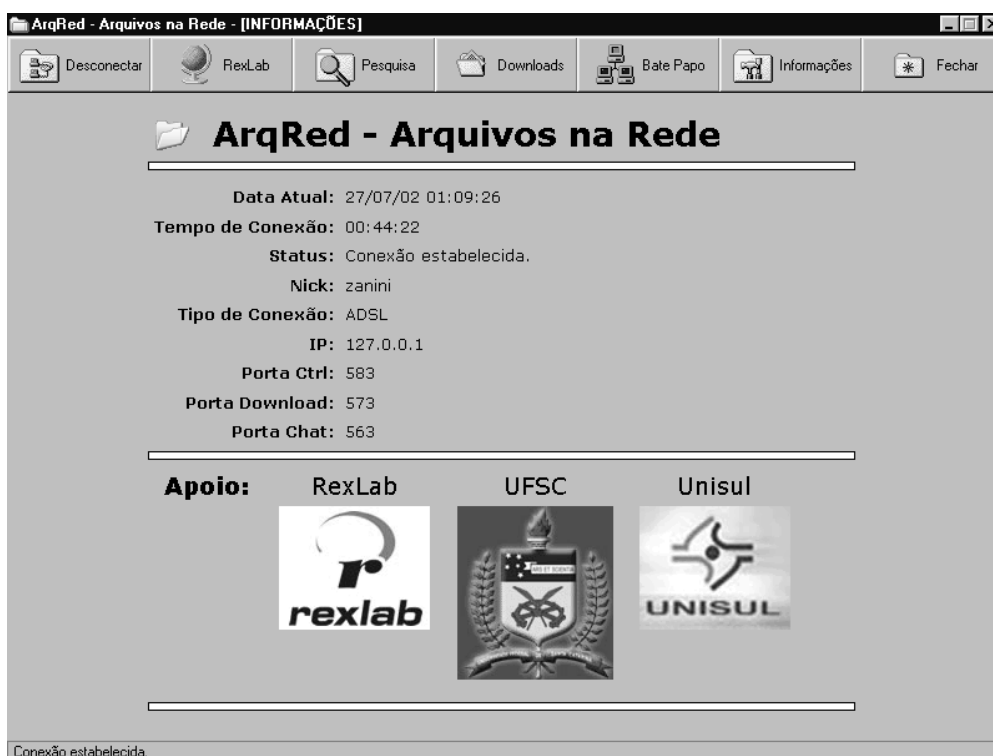 ArqRed - Arquivos na Rede - [INFORMAÇÕES]
Desconectar RexLab Pesquisa Downloads Bate Papo Informações Fechar
ArqRed - Arquivos na Rede
Data Atual: 27/07/02 01:09:26
Tempo de Conexão: 00:44:22
Status: Conexão estabelecida.
Nick: zanini
Tipo de Conexão: ADSL
IP: 127.0.0.1
Porta Ctrl: 583
Porta Download: 573
Porta Chat: 563
Apoio: RexLab UFSC Unisul
r
rexlab
UNISUL
Conexão estabelecida.